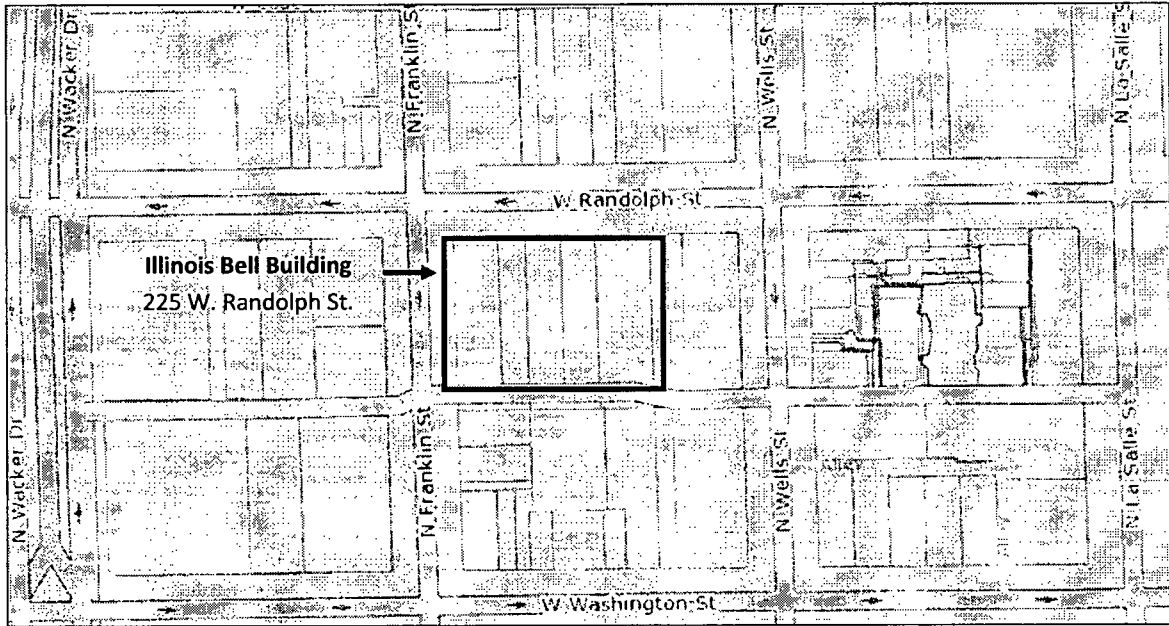 N Wacker Dr
N Franklin St
N Wells St
N La Salle St
W Randolph St
Illinois Bell Building
225 W. Randolph St.
N Wacker Dr
N Franklin St
N Wells St
N La Salle St
W Washington St